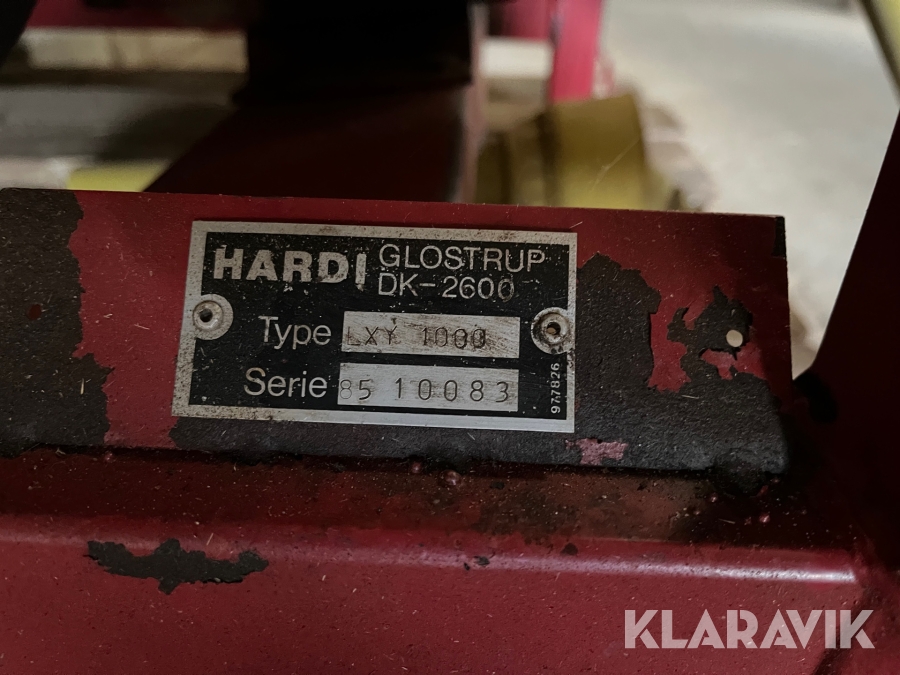 HARDI GLOSTRUP
DK-2600
Type LXY 1000
Serie 85 10083
977826
KLARAVIK